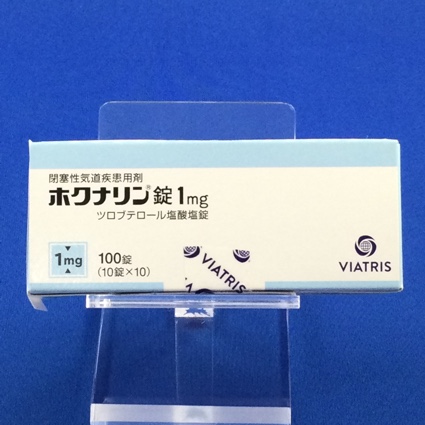 閉塞性気道疾患用剤
ホクナリン®錠1mg
ツロブテロール塩酸塩錠
1mg
100錠
(10錠×10)
VIATRIS
VIATRIS